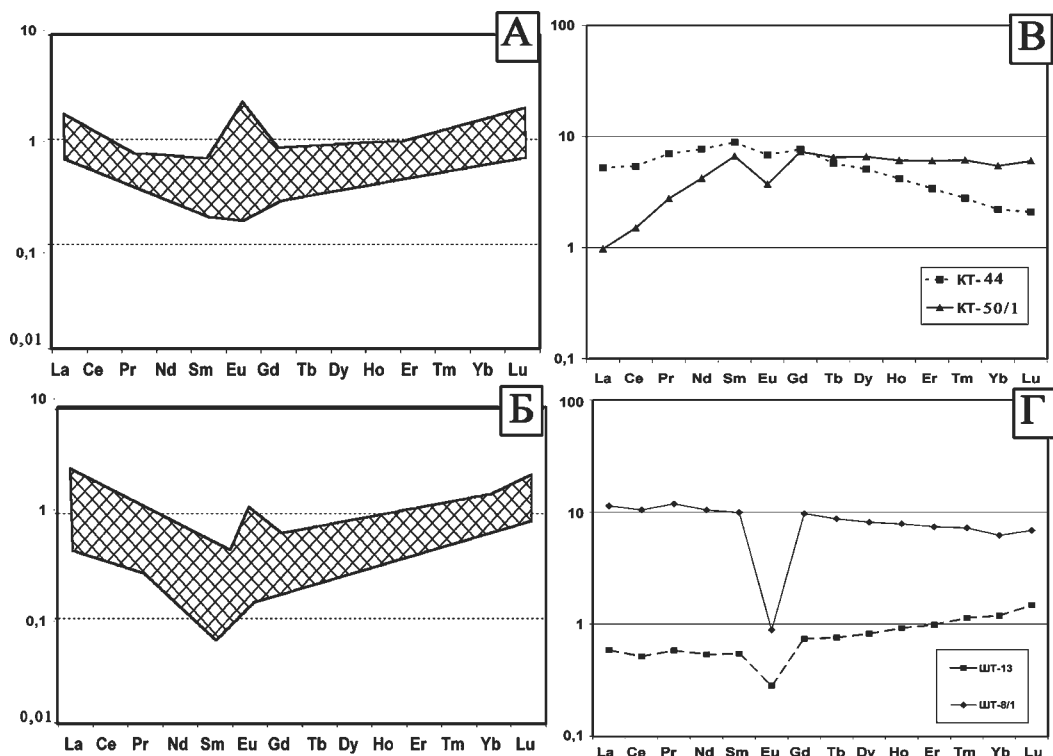 А
10
1
0,1
0,01
La Ce Pr Nd Sm Eu Gd Tb Dy Ho Er Tm Yb Lu
В
100
10
1
0,1
КТ-44
КТ-50/1
La Ce Pr Nd Sm Eu Gd Tb Dy Ho Er Tm Yb Lu
Б
10
1
0,1
0,01
La Ce Pr Nd Sm Eu Gd Tb Dy Ho Er Tm Yb Lu
Г
100
10
1
0,1
ШТ-13
ШТ-8/1
La Ce Pr Nd Sm Eu Gd Tb Dy Ho Er Tm Yb Lu